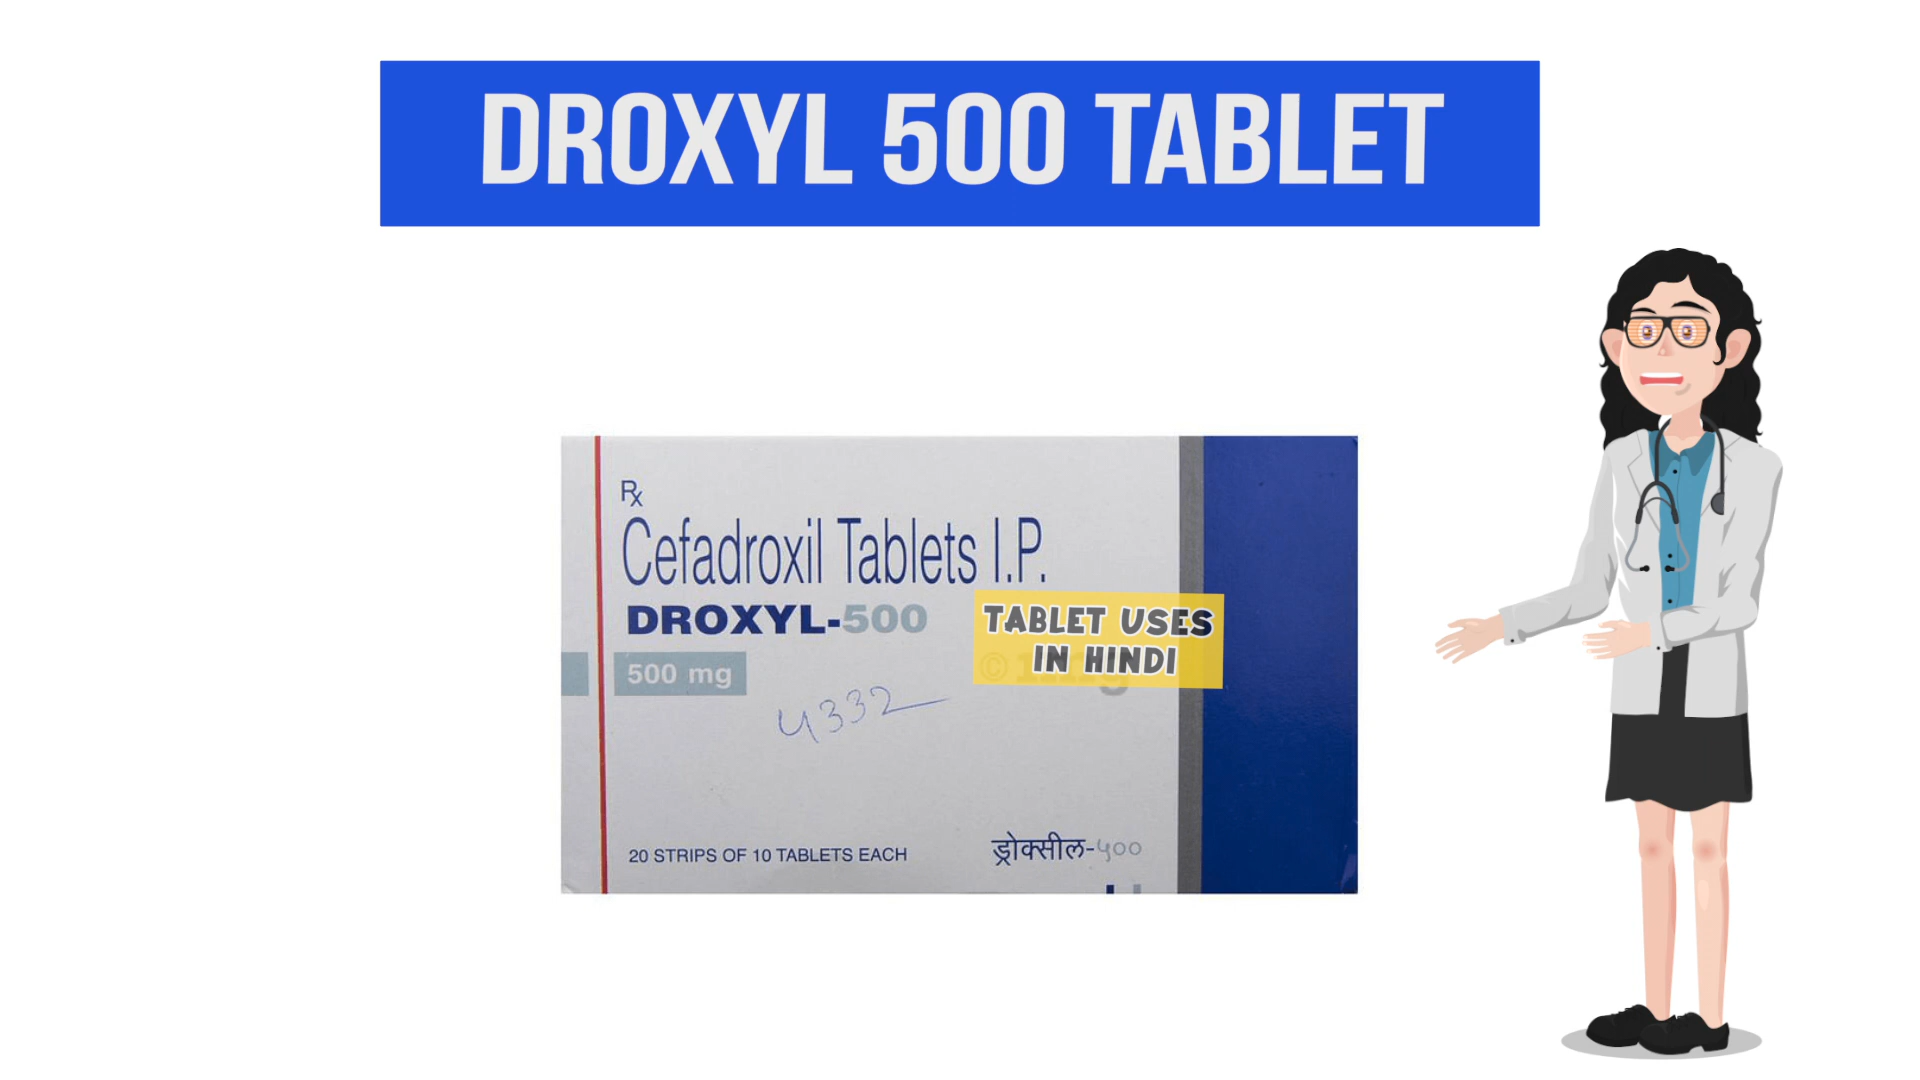 DROXYL 500 TABLET
Rx
Cefadroxil Tablets I.P.
DROXYL-500
TABLET USES
IN HINDI
500 mg
4332
20 STRIPS OF 10 TABLETS EACH
ड्रोक्सील-५००